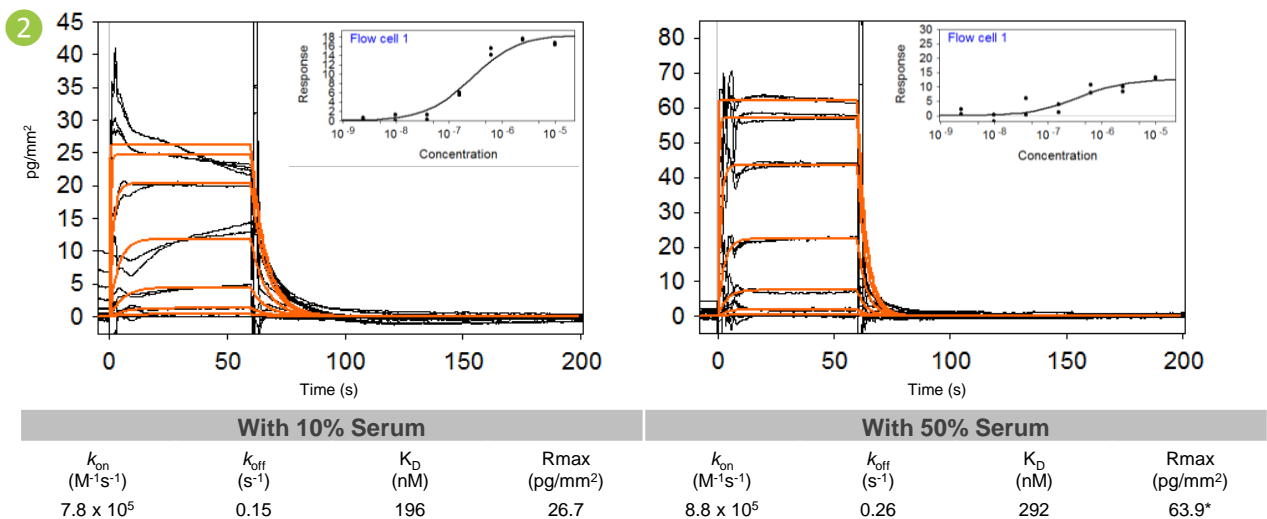 2
45
40
35
30
25
20
15
10
5
0
pg/mm²
0 50 100 150 200
Time (s)
Flow cell 1
18
16
14
12
10
8
6
4
2
0
Response
10⁻⁹ 10⁻⁸ 10⁻⁷ 10⁻⁶ 10⁻⁵
Concentration
80
70
60
50
40
30
20
10
0
0 50 100 150 200
Time (s)
Flow cell 1
30
25
20
15
10
5
0
Response
10⁻⁹ 10⁻⁸ 10⁻⁷ 10⁻⁶ 10⁻⁵
Concentration
With 10% Serum With 50% Serum
kon koff KD Rmax kon koff KD Rmax
(M⁻¹s⁻¹) (s⁻¹) (nM) (pg/mm²) (M⁻¹s⁻¹) (s⁻¹) (nM) (pg/mm²)
7.8 x 10⁵ 0.15 196 26.7 8.8 x 10⁵ 0.26 292 63.9*